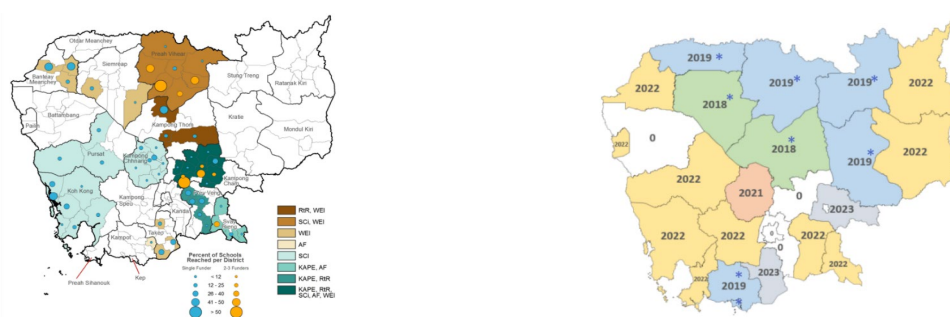 Oddar Meanchey
Preah Vihear
Banteay Meanchey
Siemreap
Stung Treng
Ratanak Kiri
Battambang
Pailin
Kampong Thom
Kratie
Mondul Kiri
Pursat
Kampong Chhnang
Kampong Cham
Koh Kong
Kampong Speu
Prey Veng
Kandal
Svay Rieng
Takeo
Kampot
Kep
Preah Sihanouk
RtR, WEI
SCI, WEI
WEI
AF
SCI
KAPE, AF
KAPE, RtR
KAPE, RtR, SCI, AF, WEI
Percent of Schools
Reached per District
Single Funder
2-3 Funders
< 12
12 - 25
26 - 40
41 - 50
> 50
2019 *
2022
2018 *
2019 *
2019 *
2022
0
2018 *
2019 *
2022
2022
2022
2021
0
2023
2022
2022
0
0
2022
2022
2022
2019 *
2023
*